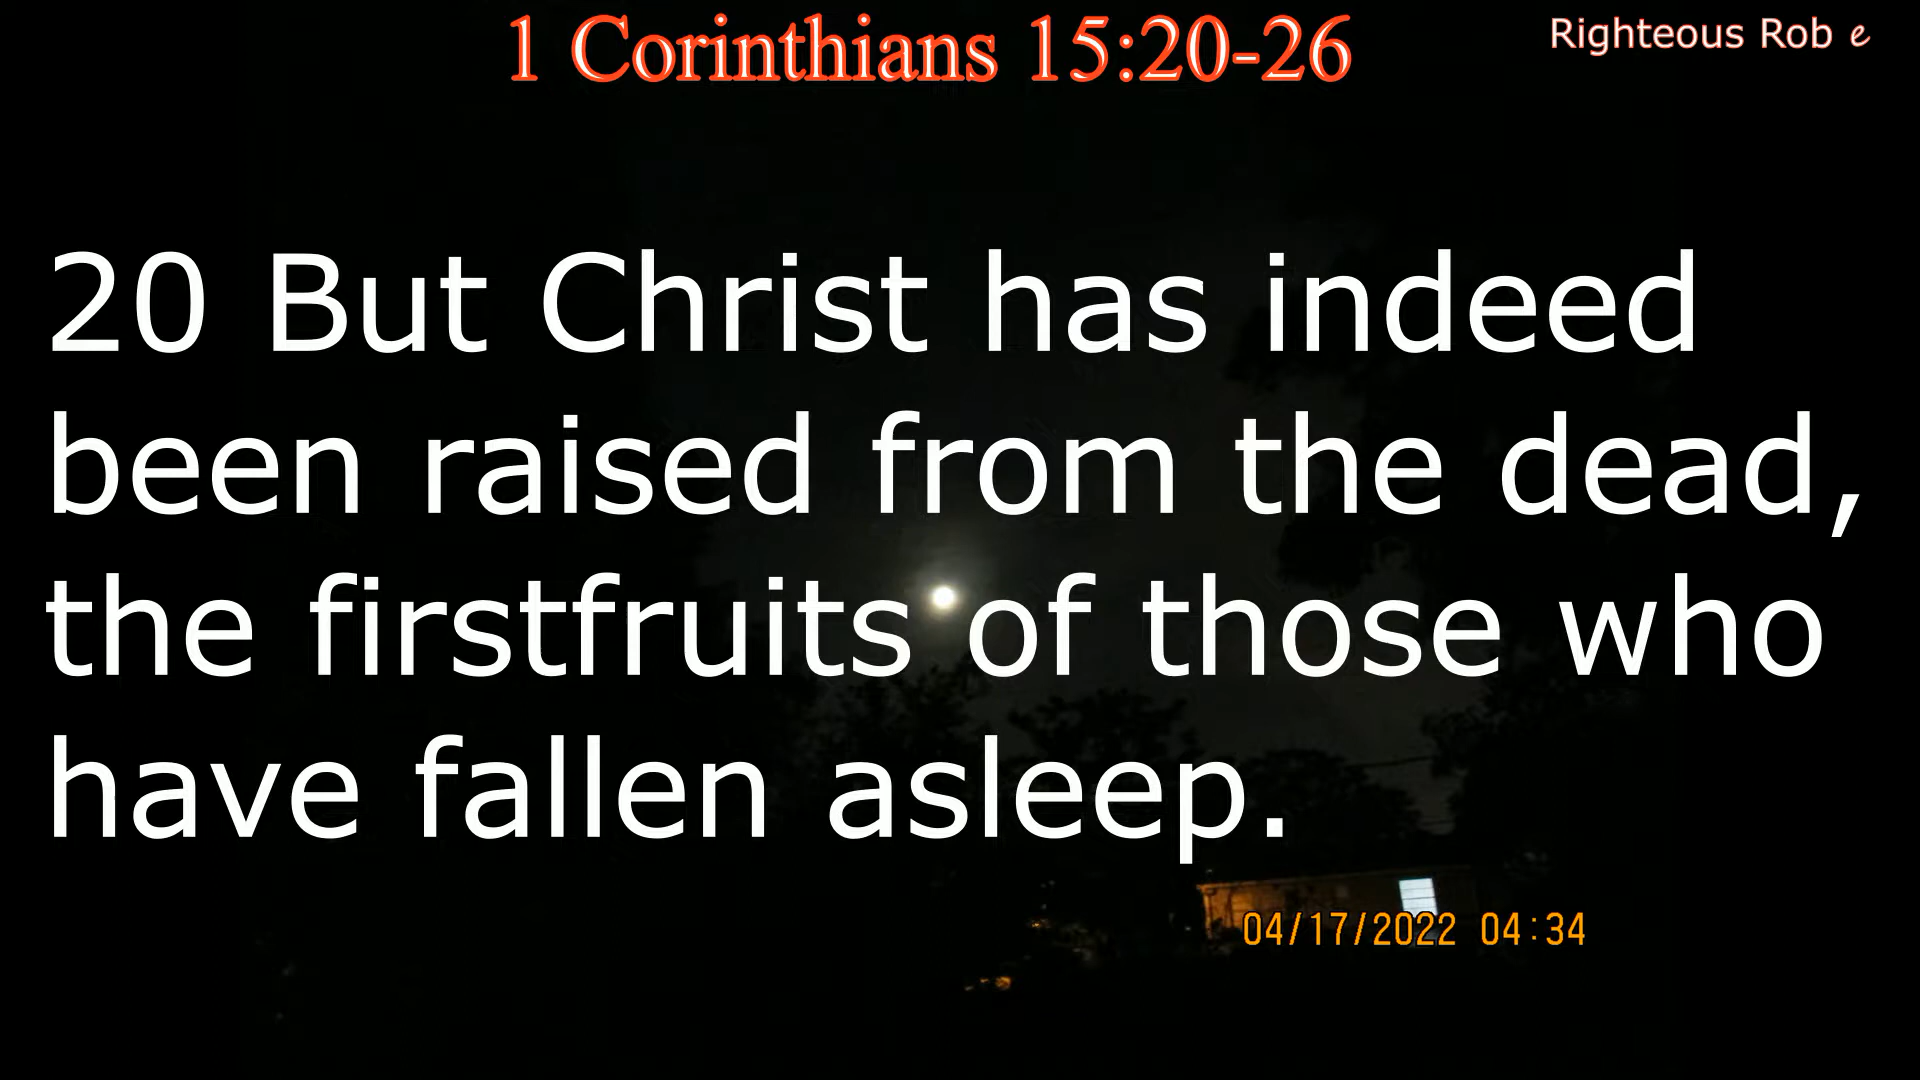 1 Corinthians 15:20-26
Righteous Rob e
20 But Christ has indeed
been raised from the dead,
the firstfruits of those who
have fallen asleep.
04/17/2022 04:34